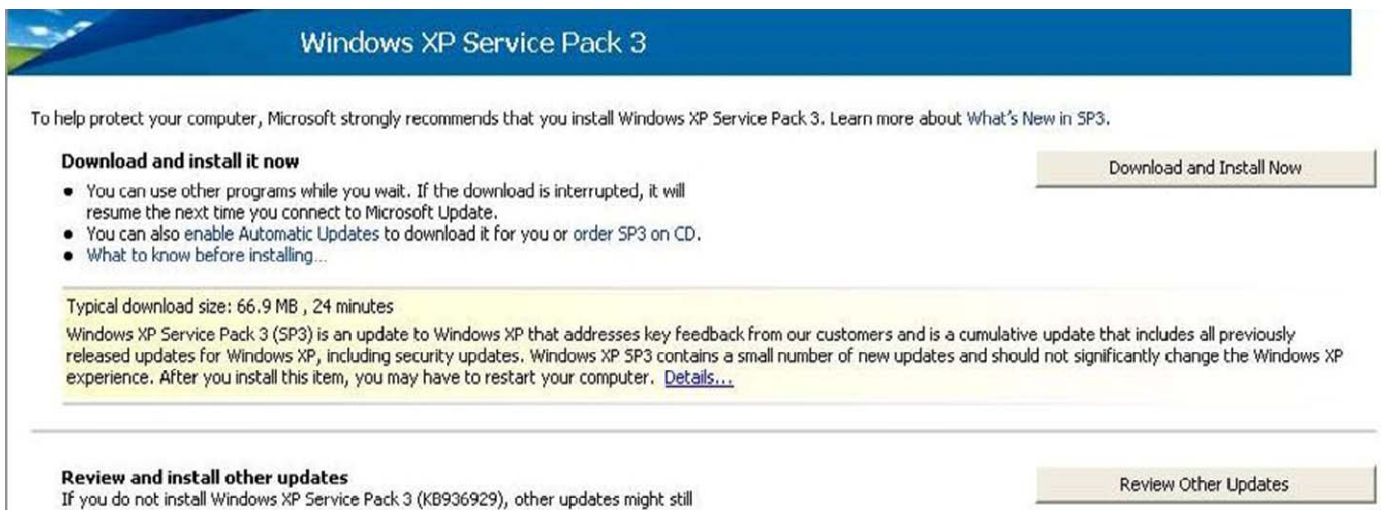 Windows XP Service Pack 3
To help protect your computer, Microsoft strongly recommends that you install Windows XP Service Pack 3. Learn more about What's New in SP3.
Download and install it now
Download and Install Now
• You can use other programs while you wait. If the download is interrupted, it will
resume the next time you connect to Microsoft Update.
• You can also enable Automatic Updates to download it for you or order SP3 on CD.
• What to know before installing...
Typical download size: 66.9 MB , 24 minutes
Windows XP Service Pack 3 (SP3) is an update to Windows XP that addresses key feedback from our customers and is a cumulative update that includes all previously
released updates for Windows XP, including security updates. Windows XP SP3 contains a small number of new updates and should not significantly change the Windows XP
experience. After you install this item, you may have to restart your computer. Details...
Review and install other updates
Review Other Updates
If you do not install Windows XP Service Pack 3 (KB936929), other updates might still